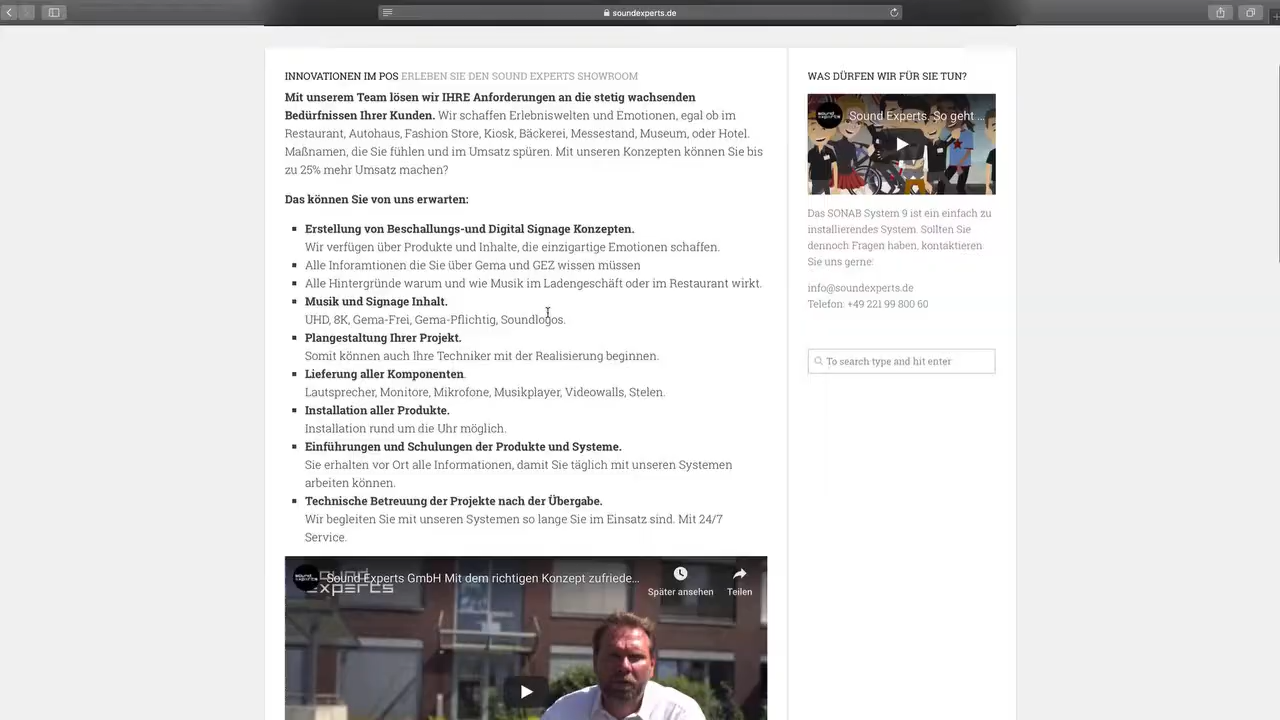 soundexperts.de
INNOVATIONEN IM POS ERLEBEN SIE DEN SOUND EXPERTS SHOWROOM
Mit unserem Team lösen wir IHRE Anforderungen an die stetig wachsenden
Bedürfnissen Ihrer Kunden. Wir schaffen Erlebniswelten und Emotionen, egal ob im
Restaurant, Autohaus, Fashion Store, Kiosk, Bäckerei, Messestand, Museum, oder Hotel.
Maßnamen, die Sie fühlen und im Umsatz spüren. Mit unseren Konzepten können Sie bis
zu 25% mehr Umsatz machen?
Das können Sie von uns erwarten:
Erstellung von Beschallungs-und Digital Signage Konzepten.
Wir verfügen über Produkte und Inhalte, die einzigartige Emotionen schaffen.
Alle Inforamtionen die Sie über Gema und GEZ wissen müssen
Alle Hintergründe warum und wie Musik im Ladengeschäft oder im Restaurant wirkt.
Musik und Signage Inhalt.
UHD, 8K, Gema-Frei, Gema-Pflichtig, Soundlogos.
Plangestaltung Ihrer Projekt.
Somit können auch Ihre Techniker mit der Realisierung beginnen.
Lieferung aller Komponenten.
Lautsprecher, Monitore, Mikrofone, Musikplayer, Videowalls, Stelen.
Installation aller Produkte.
Installation rund um die Uhr möglich.
Einführungen und Schulungen der Produkte und Systeme.
Sie erhalten vor Ort alle Informationen, damit Sie täglich mit unseren Systemen
arbeiten können.
Technische Betreuung der Projekte nach der Übergabe.
Wir begleiten Sie mit unseren Systemen so lange Sie im Einsatz sind. Mit 24/7
Service.
Sound Experts GmbH Mit dem richtigen Konzept zufriede...
Später ansehen
Teilen
WAS DÜRFEN WIR FÜR SIE TUN?
Sound Experts. So geht ...
Das SONAB System 9 ist ein einfach zu
installierendes System. Sollten Sie
dennoch Fragen haben, kontaktieren
Sie uns gerne:
info@soundexperts.de
Telefon: +49 221 99 800 60
To search type and hit enter